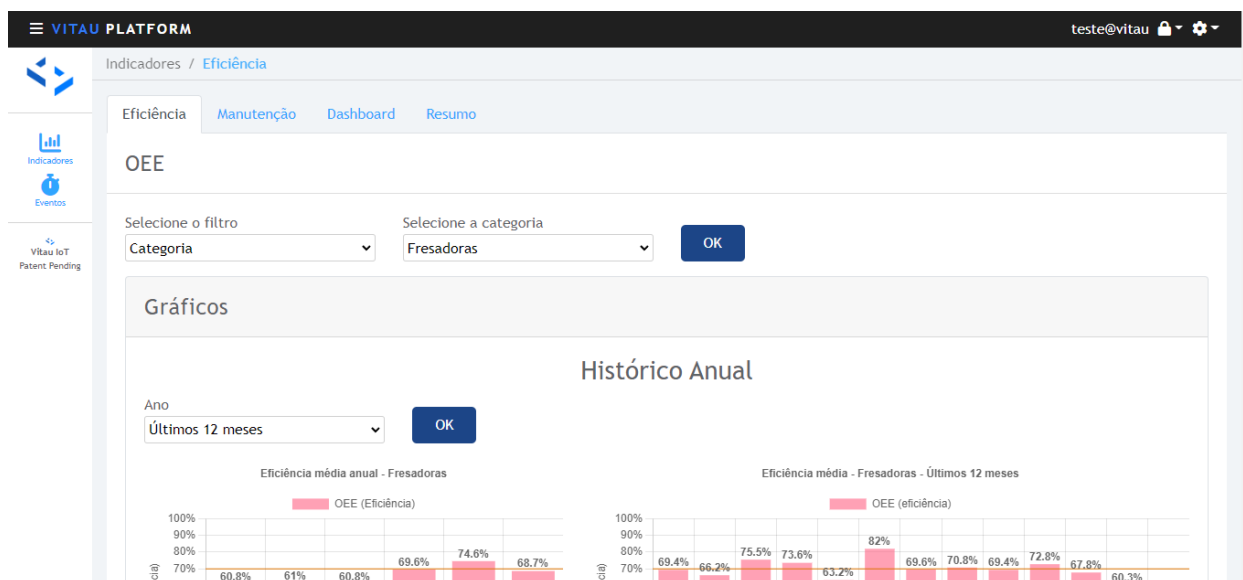 VITAU PLATFORM
teste@vitau
Indicadores / Eficiência
Eficiência Manutenção Dashboard Resumo
Indicadores
Eventos
Vitau IoT
Patent Pending
OEE
Selecione o filtro Selecione a categoria
Categoria Fresadoras OK
Gráficos
Histórico Anual
Ano
Últimos 12 meses OK
Eficiência média anual - Fresadoras
OEE (Eficiência)
100%
90%
80%
70%
60.8% 61% 60.8% 69.6% 74.6% 68.7%
Eficiência média - Fresadoras - Últimos 12 meses
OEE (eficiência)
100%
90%
80%
70%
69.4% 66.2% 75.5% 73.6% 63.2% 82% 69.6% 70.8% 69.4% 72.8% 67.8% 60.3%